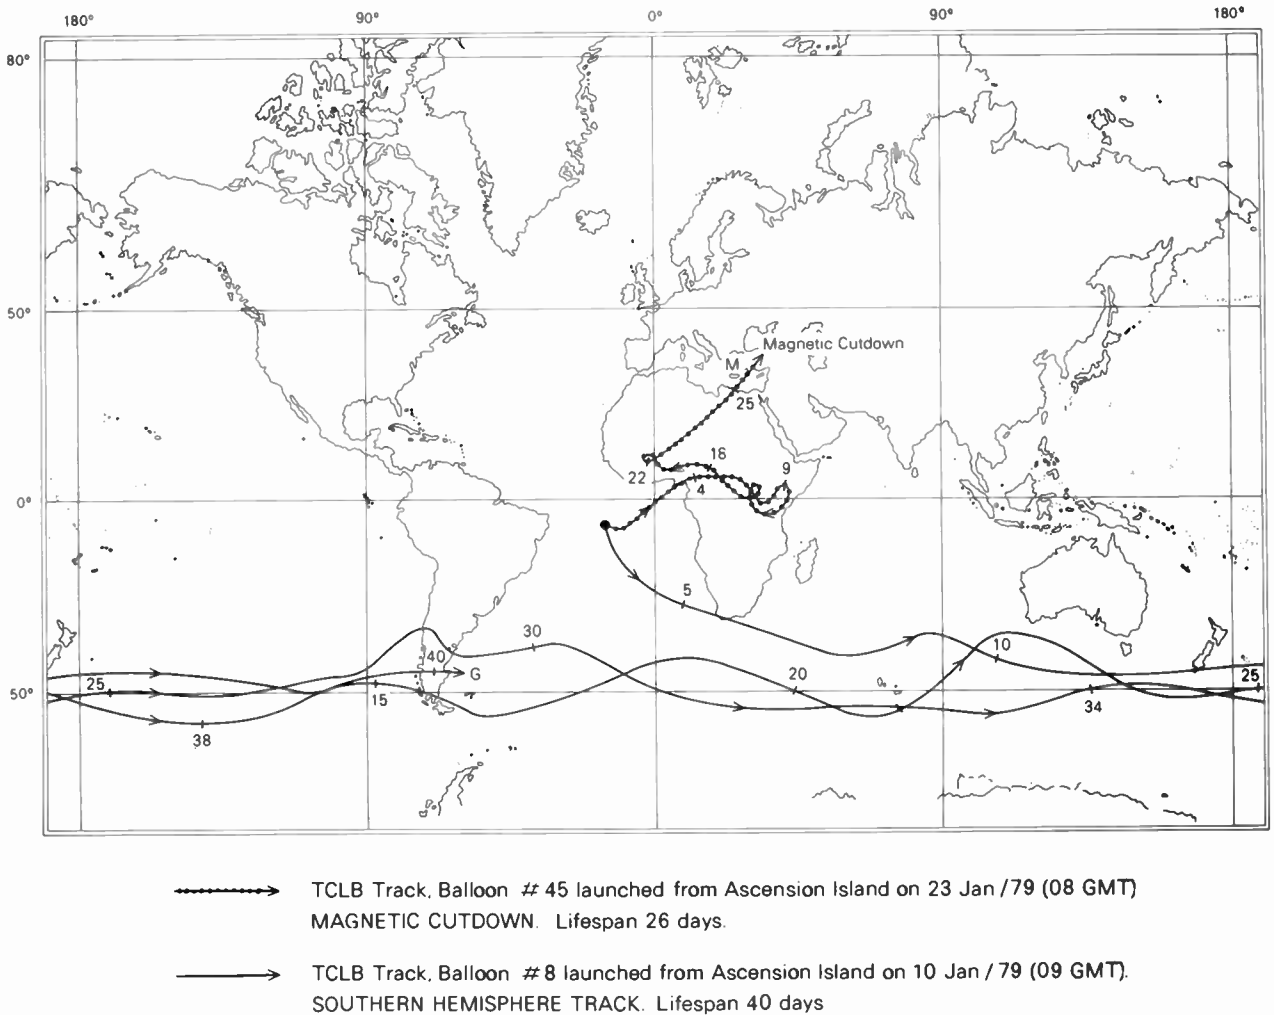 180° 90° 0° 90° 180°
80°
50°
Magnetic Cutdown
M
25
18
9
22
4
0°
5
30
10
40
G
20
25
25
50°
15
34
38
TCLB Track, Balloon # 45 launched from Ascension Island on 23 Jan /79 (08 GMT)
MAGNETIC CUTDOWN. Lifespan 26 days.
TCLB Track, Balloon # 8 launched from Ascension Island on 10 Jan / 79 (09 GMT).
SOUTHERN HEMISPHERE TRACK. Lifespan 40 days